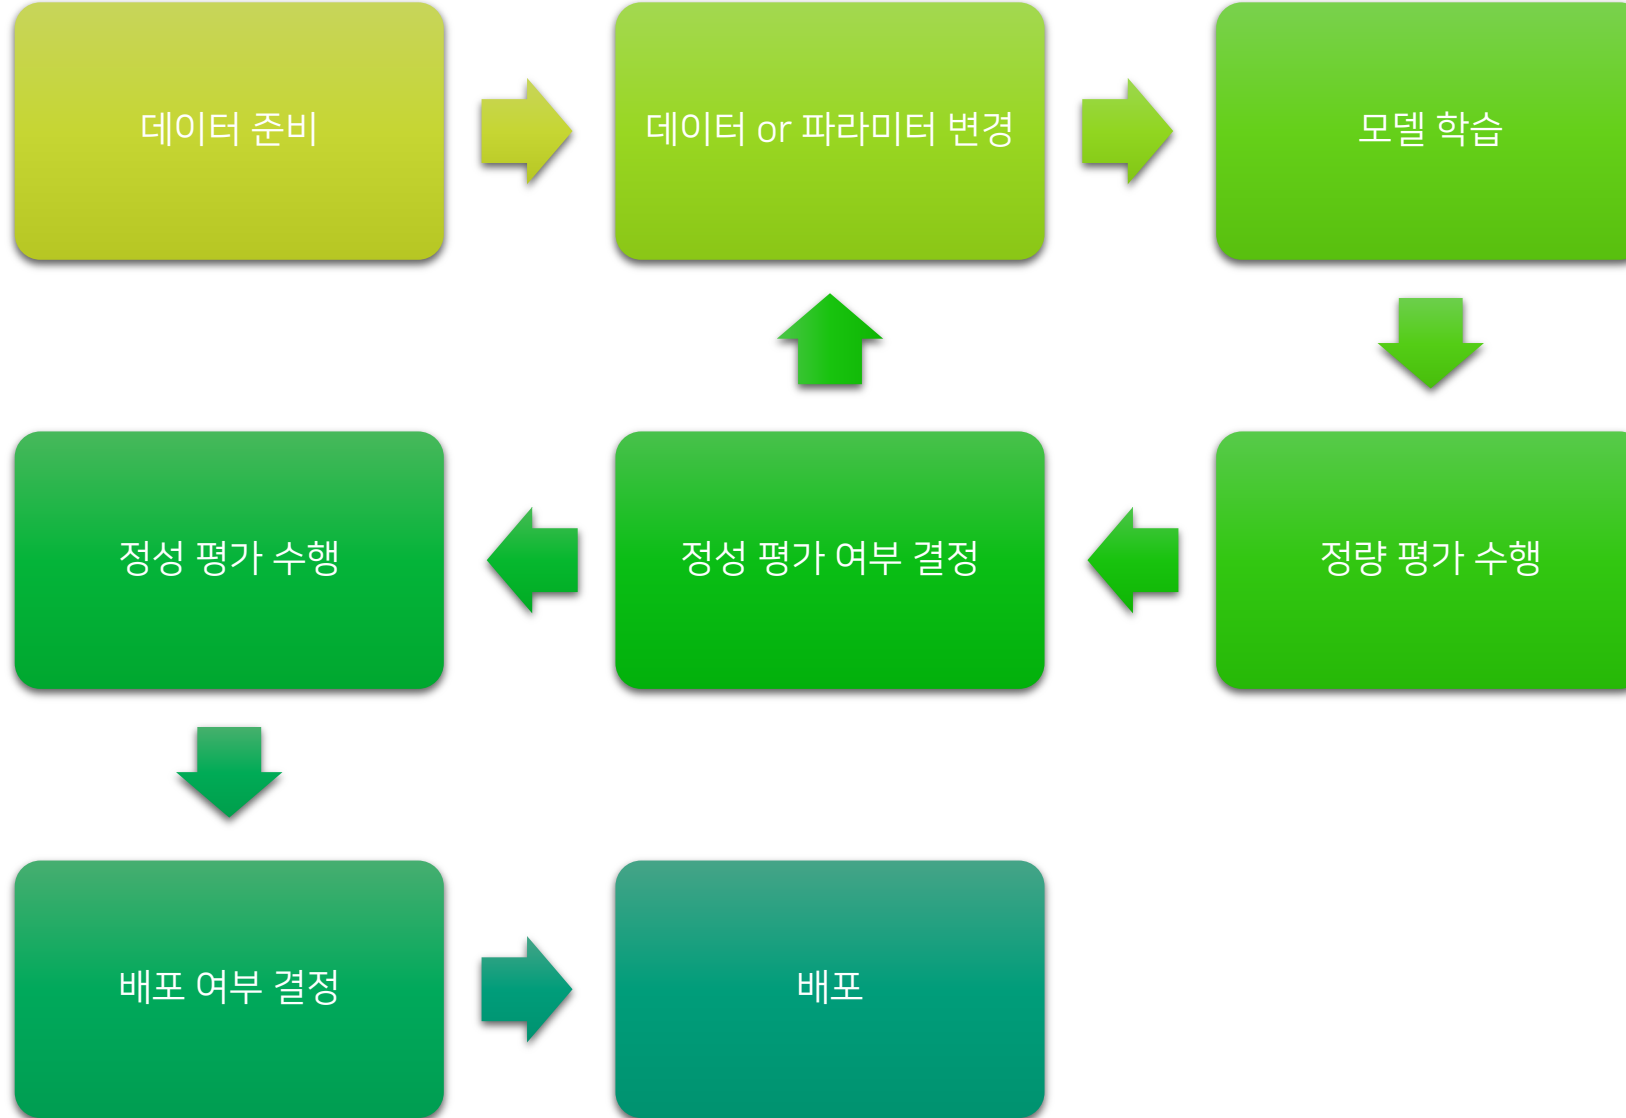 데이터 준비
데이터 or 파라미터 변경
모델 학습
정성 평가 수행
정성 평가 여부 결정
정량 평가 수행
배포 여부 결정
배포